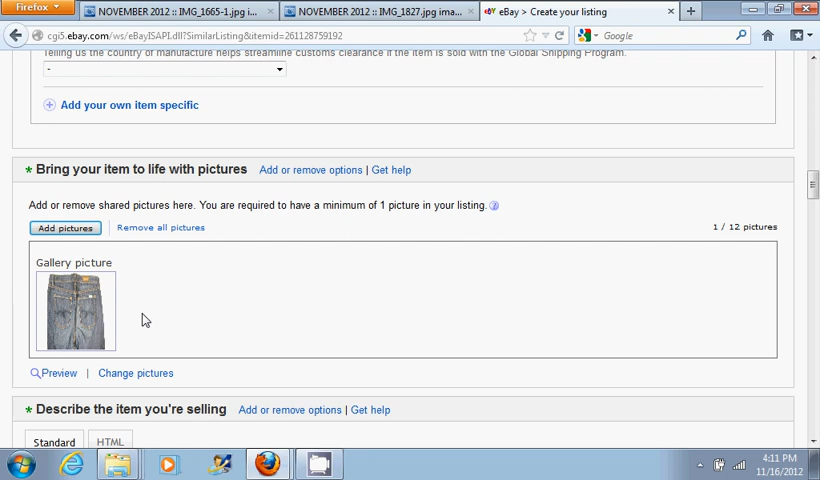 Firefox
NOVEMBER 2012 :: IMG_1665-1.jpg i...
NOVEMBER 2012 :: IMG_1827.jpg ima...
eBay > Create your listing
cgi5.ebay.com/ws/eBayISAPI.dll?SimilarListing&itemid=261128759192
Google
Telling us the country of manufacture helps streamline customs clearance if the item is sold with the Global Shipping Program.
-
Add your own item specific
* Bring your item to life with pictures Add or remove options | Get help
Add or remove shared pictures here. You are required to have a minimum of 1 picture in your listing.
Add pictures Remove all pictures 1 / 12 pictures
Gallery picture
Preview | Change pictures
* Describe the item you're selling Add or remove options | Get help
Standard HTML
4:11 PM
11/16/2012